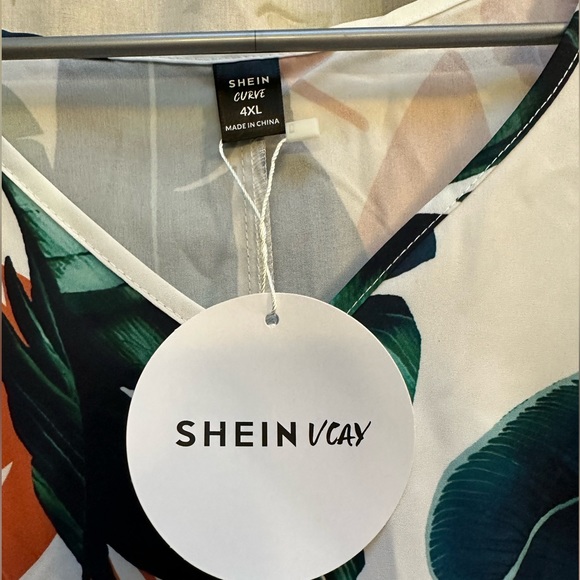 SHEIN
CURVE
4XL
MADE IN CHINA
SHEIN VCAY